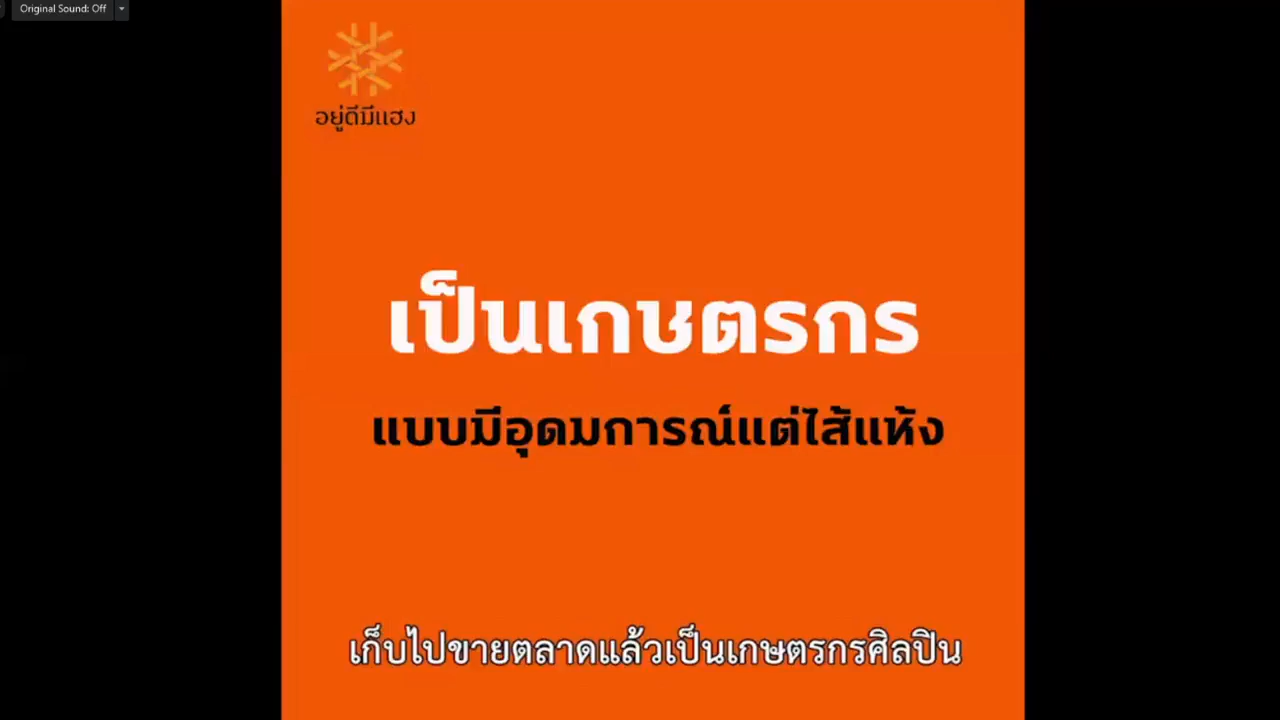 Original Sound: Off
อยู่ดีมีแฮง
เป็นเกษตรกร
แบบมีอุดมการณ์แต่ไส้แห้ง
เก็บไปขายตลาดแล้วเป็นเกษตรกรศิลปิน